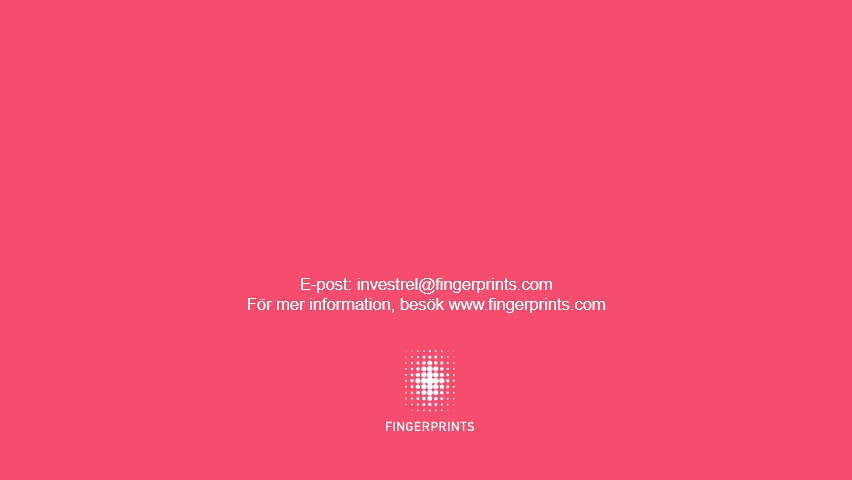 E-post: investrel@fingerprints.com
För mer information, besök www.fingerprints.com
FINGERPRINTS